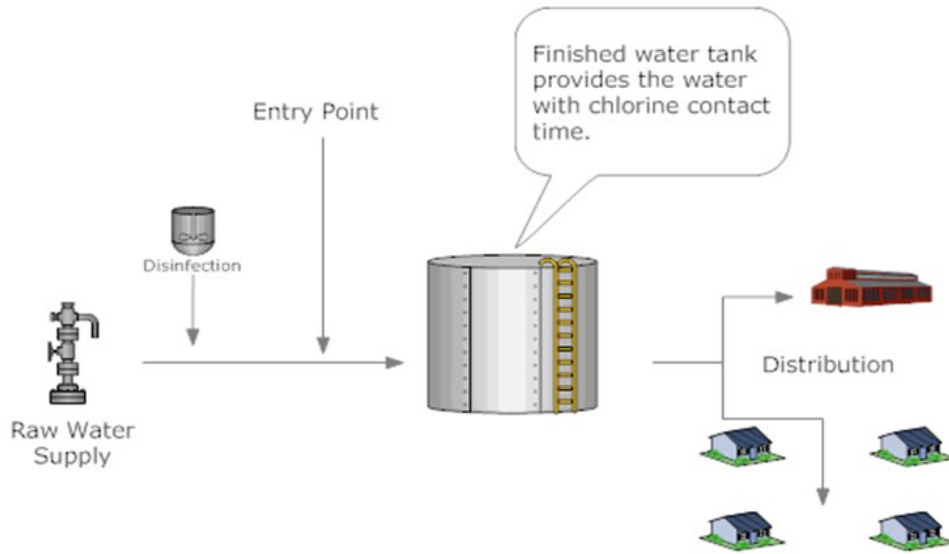 Finished water tank
provides the water
with chlorine contact
time.
Entry Point
Disinfection
Distribution
Raw Water
Supply